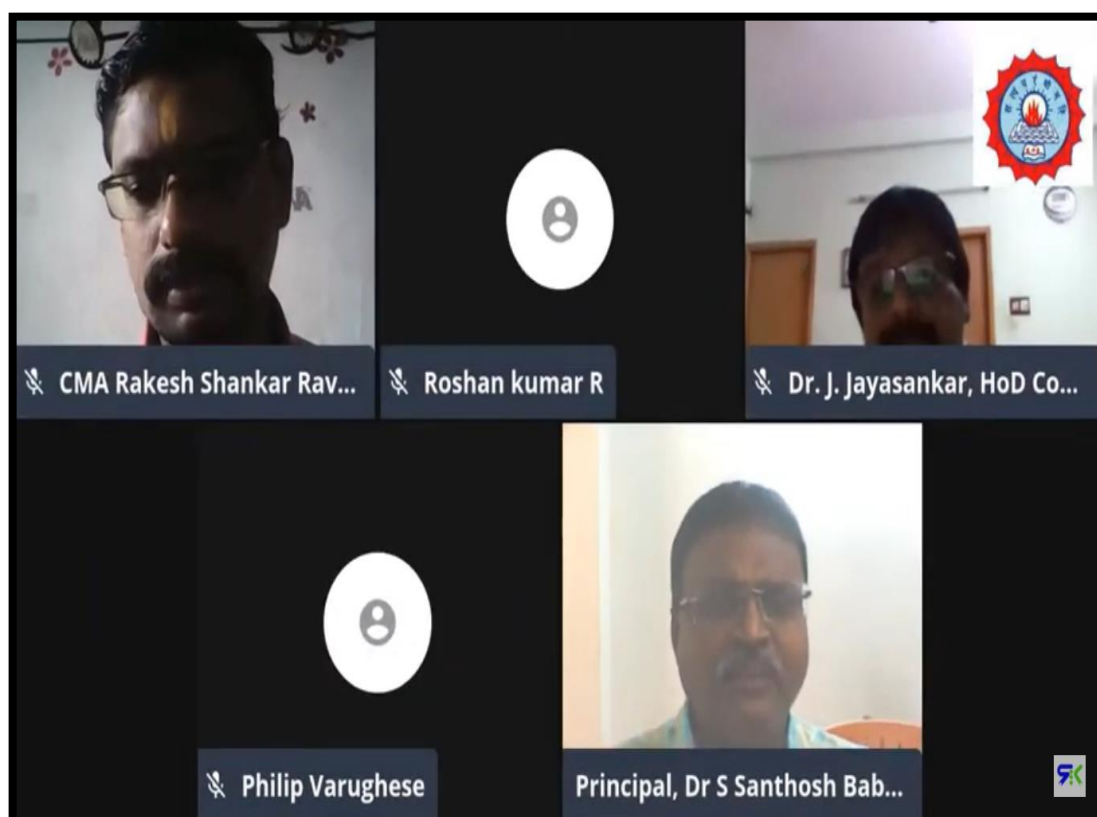 CMA Rakesh Shankar Rav...
Roshan kumar R
Dr. J. Jayasankar, HoD Co...
Philip Varughese
Principal, Dr S Santhosh Bab...